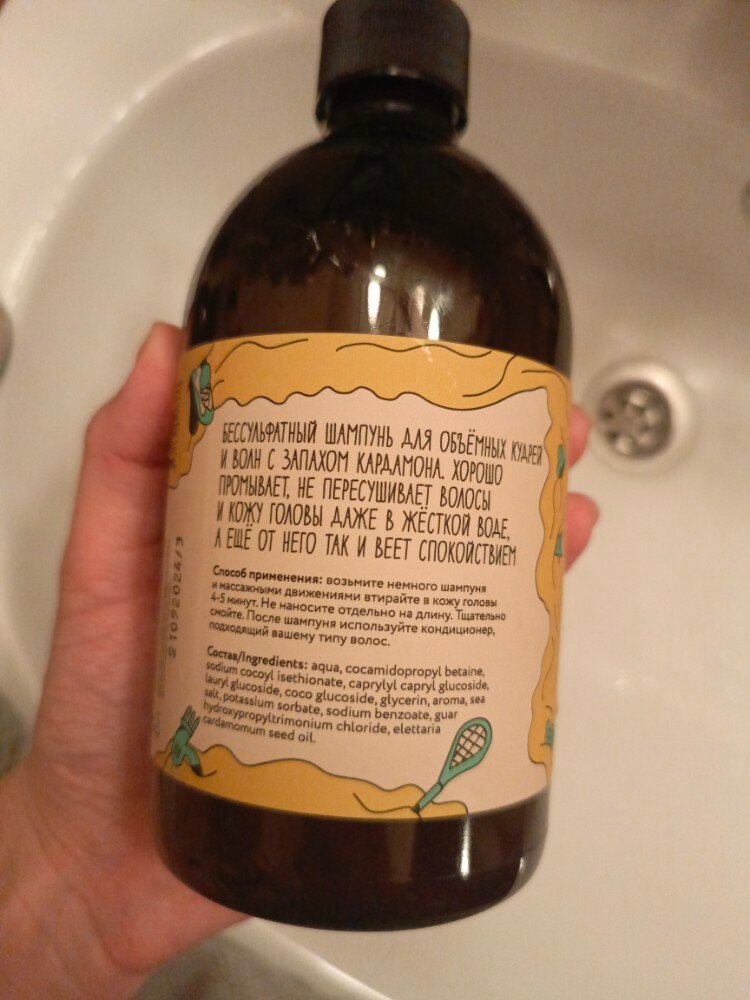 БЕССУЛЬФАТНЫЙ ШАМПУНЬ ДЛЯ ОБЪЁМНЫХ КУДРЕЙ
И ВОЛН С ЗАПАХОМ КАРДАМОНА. ХОРОШО
ПРОМЫВАЕТ, НЕ ПЕРЕСУШИВАЕТ ВОЛОСЫ
И КОЖУ ГОЛОВЫ ДАЖЕ В ЖЁСТКОЙ ВОДЕ,
А ЕЩЁ ОТ НЕГО ТАК И ВЕЕТ СПОКОЙСТВИЕМ
Способ применения: возьмите немного шампуня
и массажными движениями втирайте в кожу головы
4-5 минут. Не наносите отдельно на длину. Тщательно
смойте. После шампуня используйте кондиционер,
подходящий вашему типу волос.
Состав/Ingredients: aqua, cocamidopropyl betaine,
sodium cocoyl isethionate, caprylyl capryl glucoside,
lauryl glucoside, coco glucoside, glycerin, aroma, sea
salt, potassium sorbate, sodium benzoate, guar
hydroxypropyltrimonium chloride, elettaria
cardamomum seed oil.
21092024/3